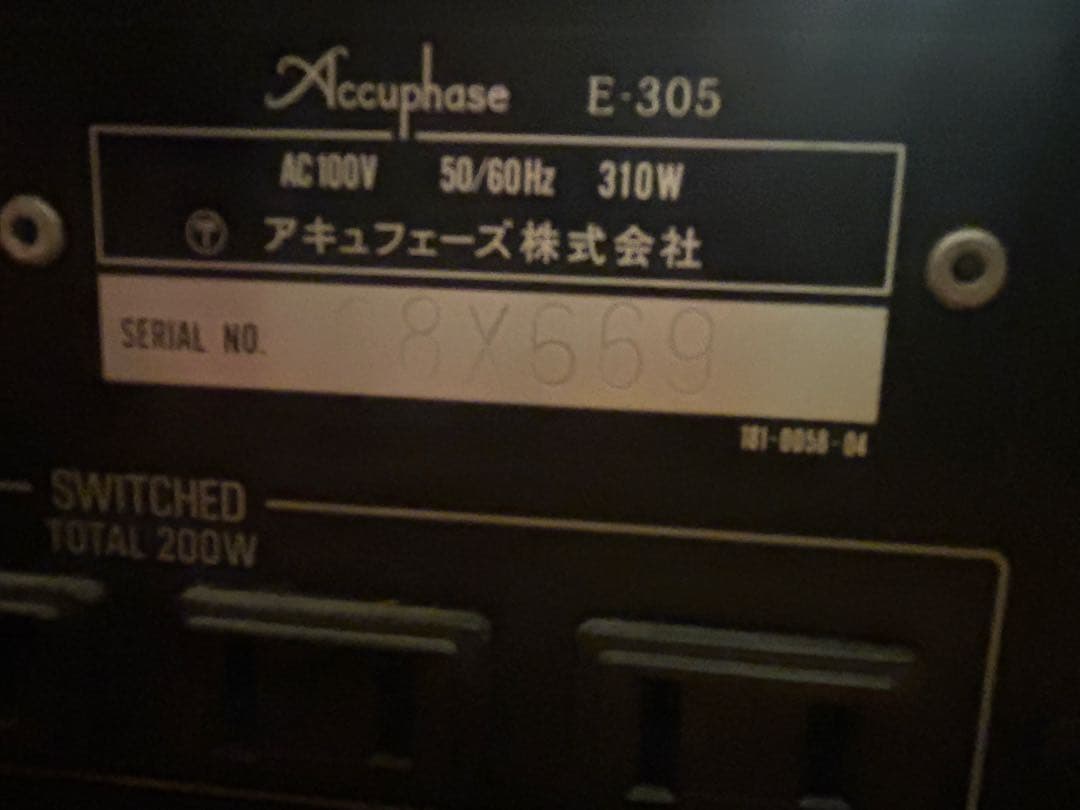 Accuphase E-305
AC100V 50/60Hz 310W
〒 アキュフェーズ株式会社
SERIAL NO. 8X669
181-0058-04
SWITCHED
TOTAL 200W